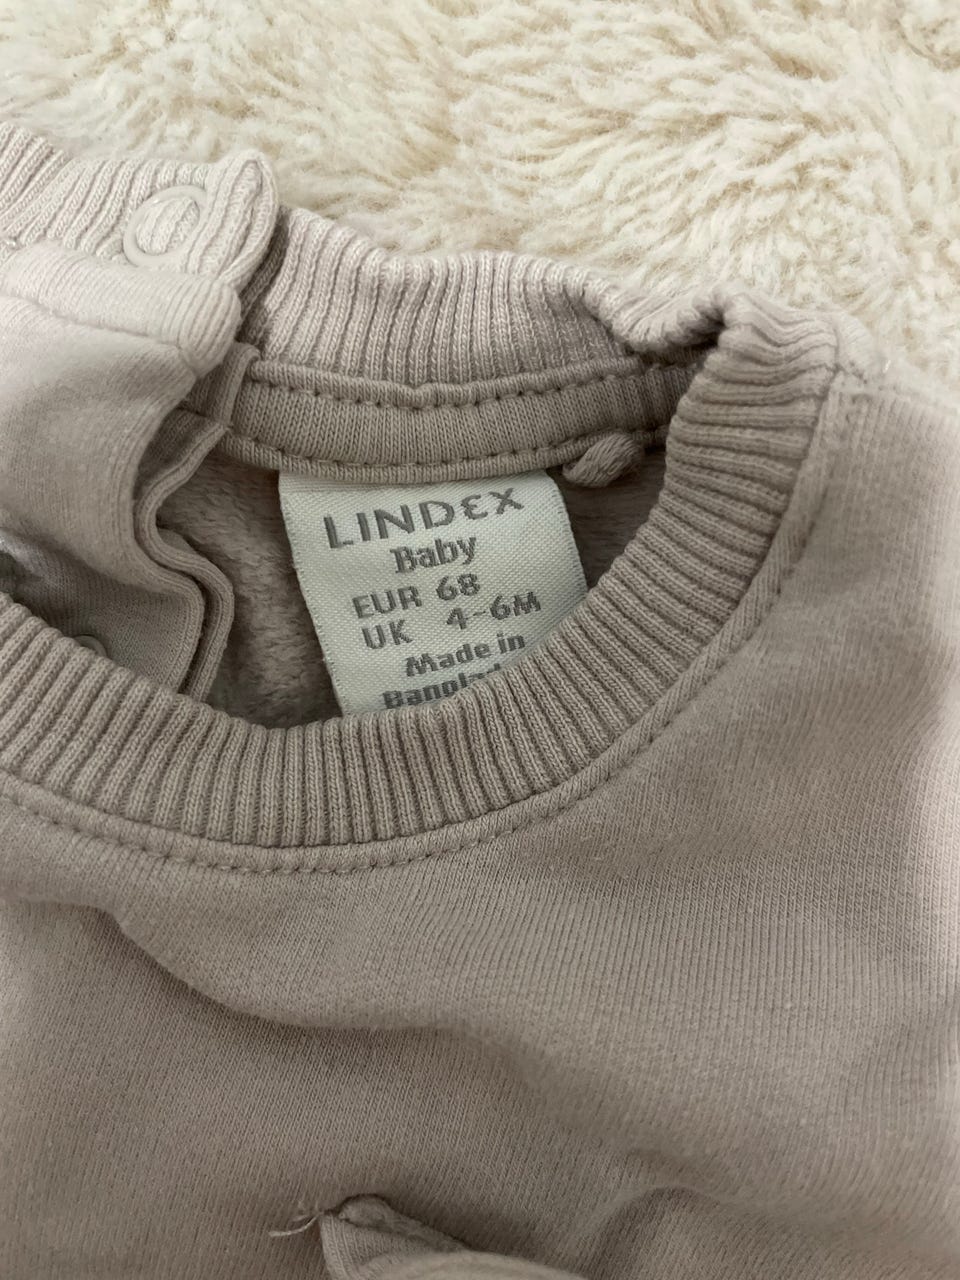 LINDEX
Baby
EUR 68
UK 4-6M
Made in